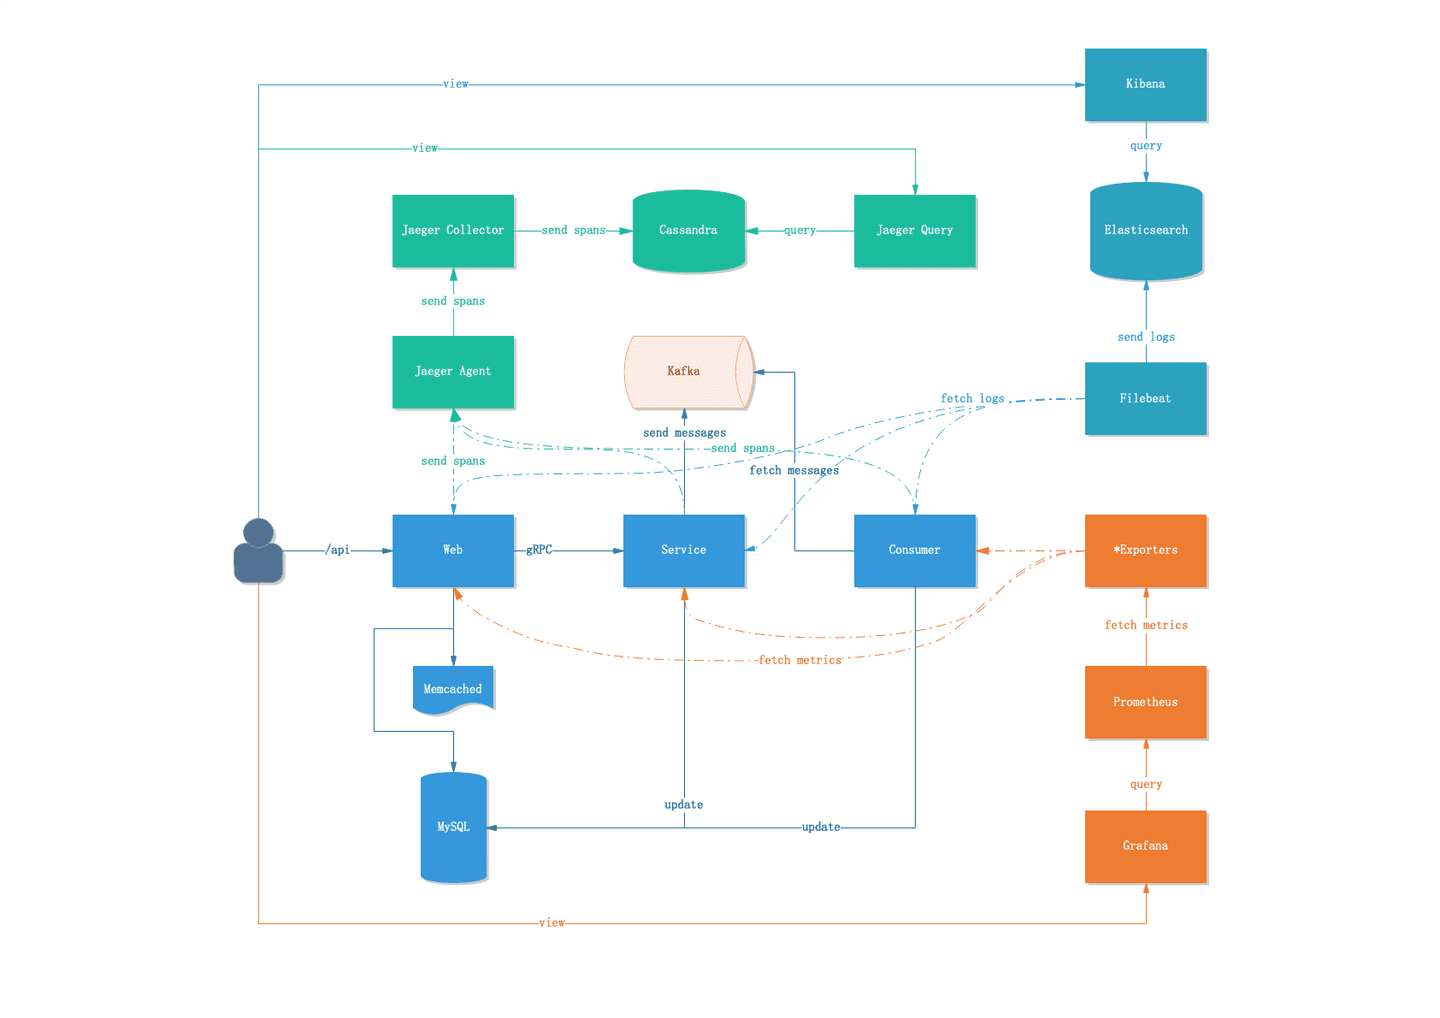 view
Kibana
query
view
Jaeger Collector
send spans
Cassandra
query
Jaeger Query
Elasticsearch
send spans
send logs
Jaeger Agent
Kafka
fetch logs
Filebeat
send messages
send spans
send spans
fetch messages
/api
Web
gRPC
Service
Consumer
*Exporters
fetch metrics
fetch metrics
Memcached
Prometheus
query
update
MySQL
update
Grafana
view